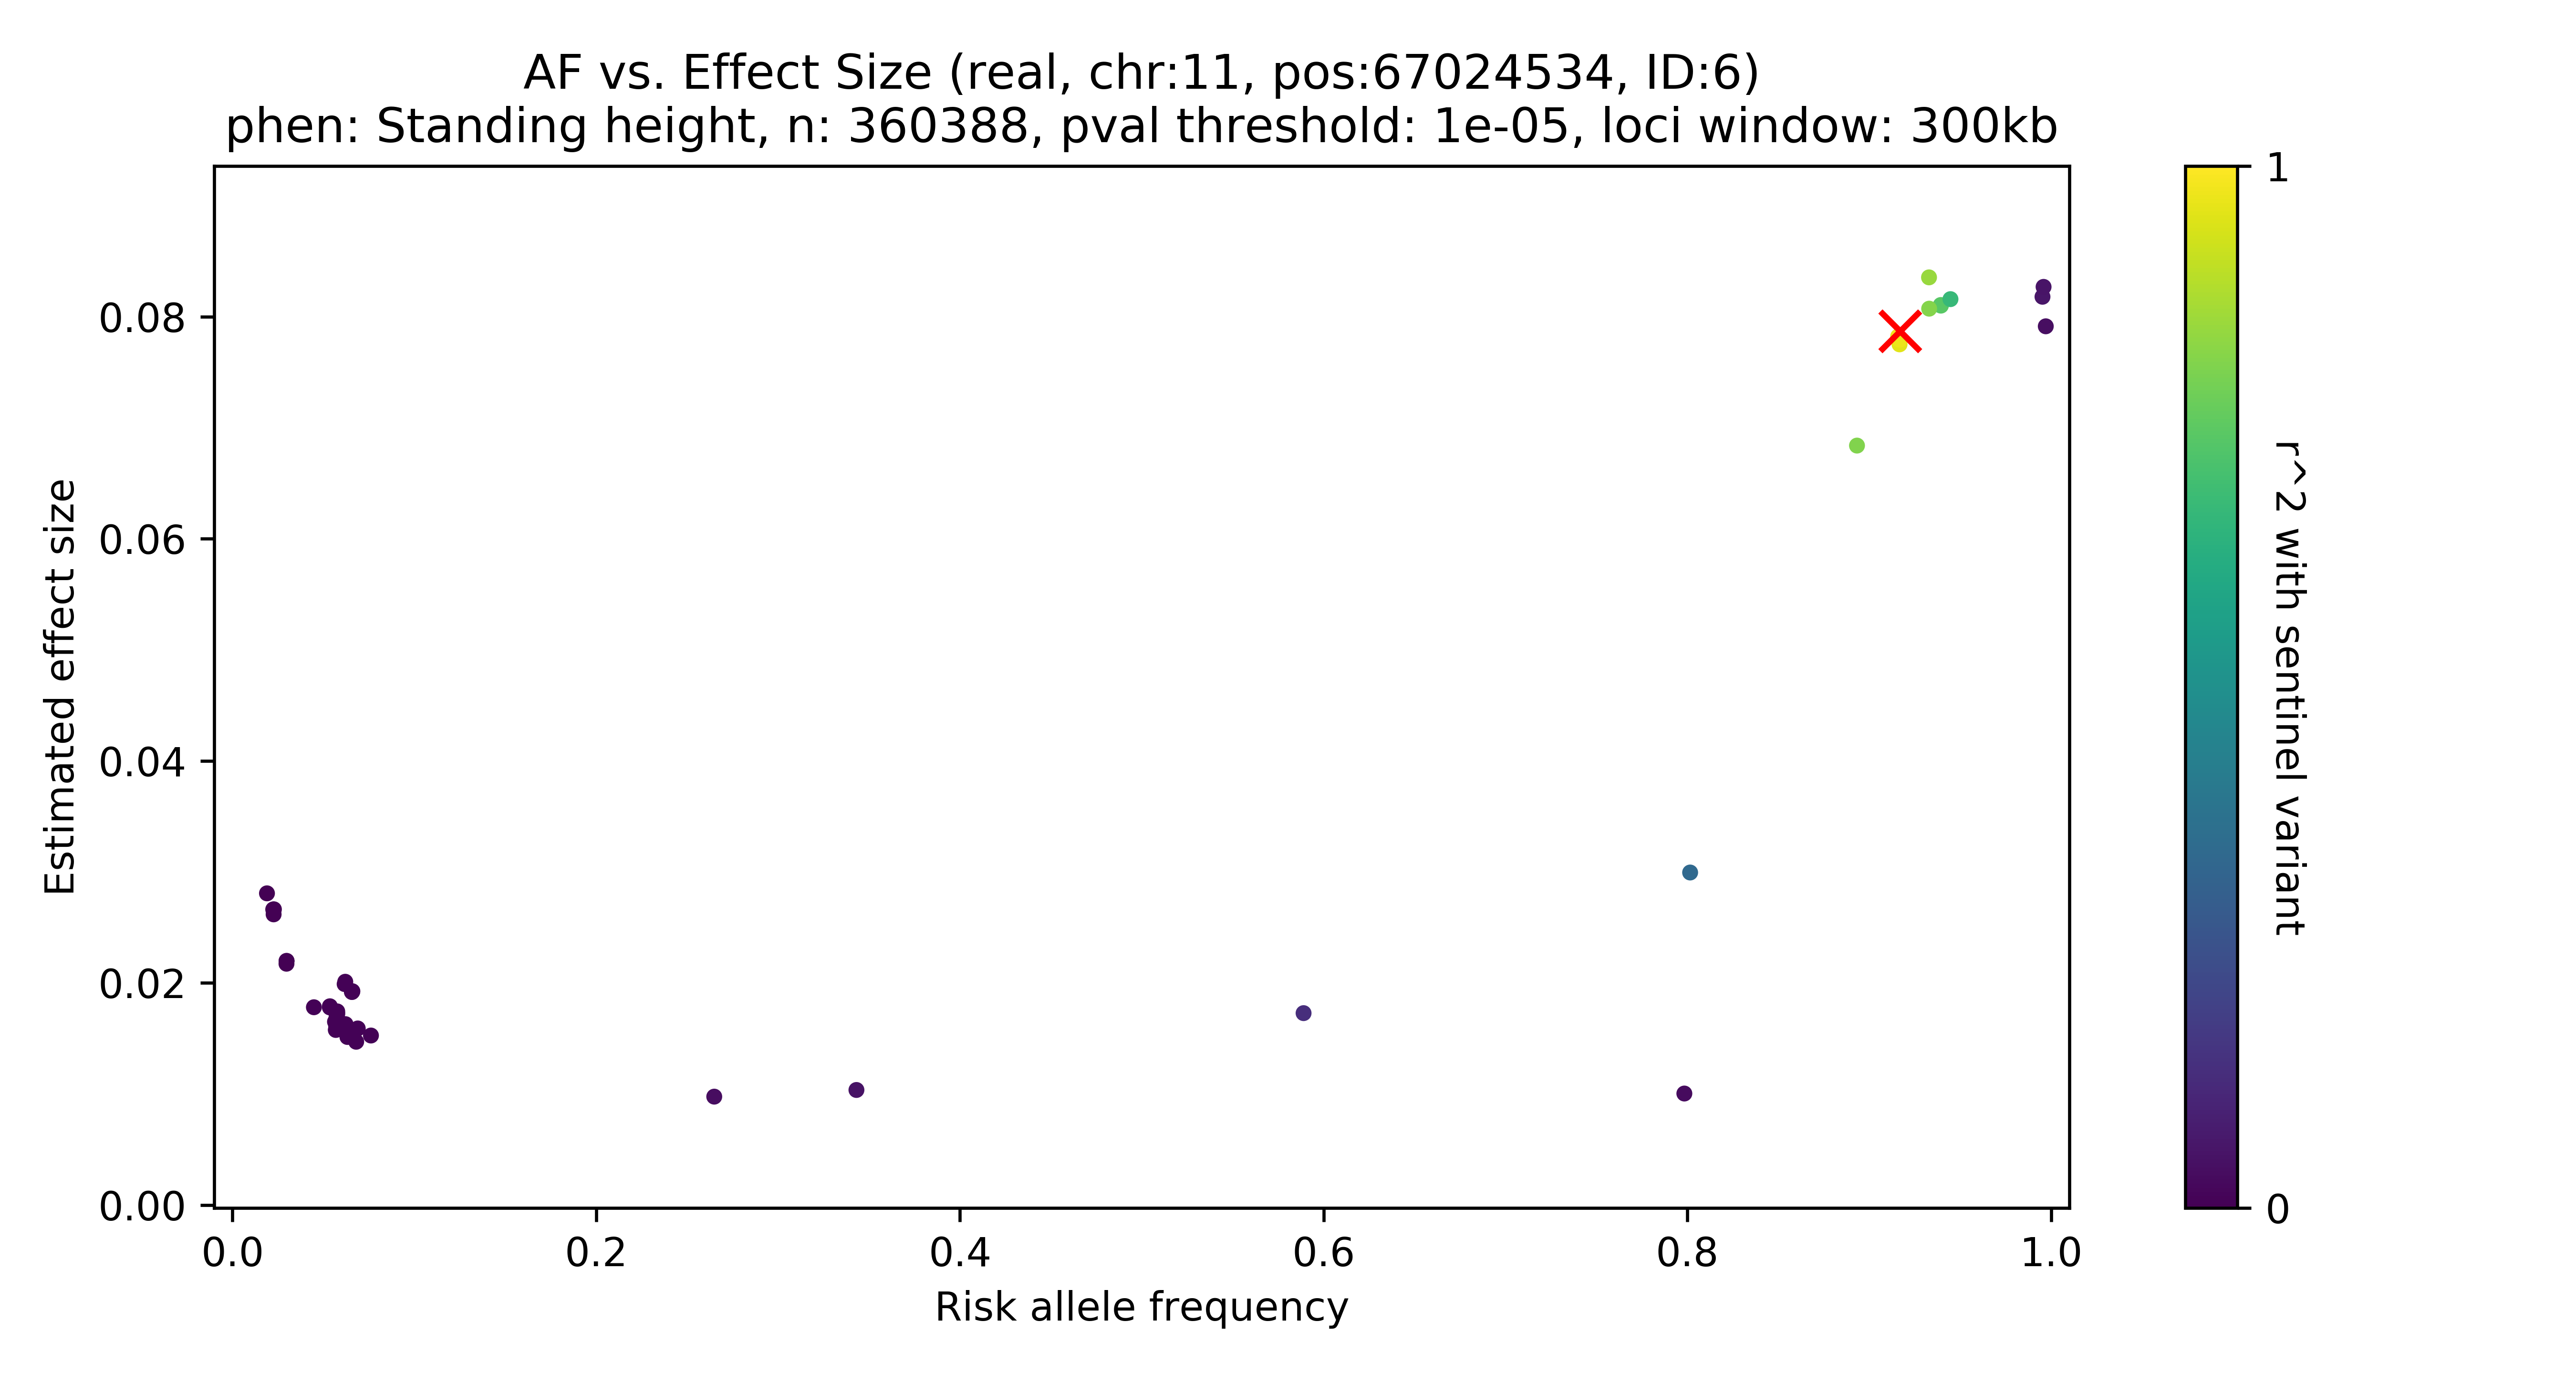 AF vs. Effect Size (real, chr:11, pos:67024534, ID:6)
phen: Standing height, n: 360388, pval threshold: 1e-05, loci window: 300kb
Estimated effect size
0.08
0.06
0.04
0.02
0.00
0.0 0.2 0.4 0.6 0.8 1.0
Risk allele frequency
1
r^2 with sentinel variant
0